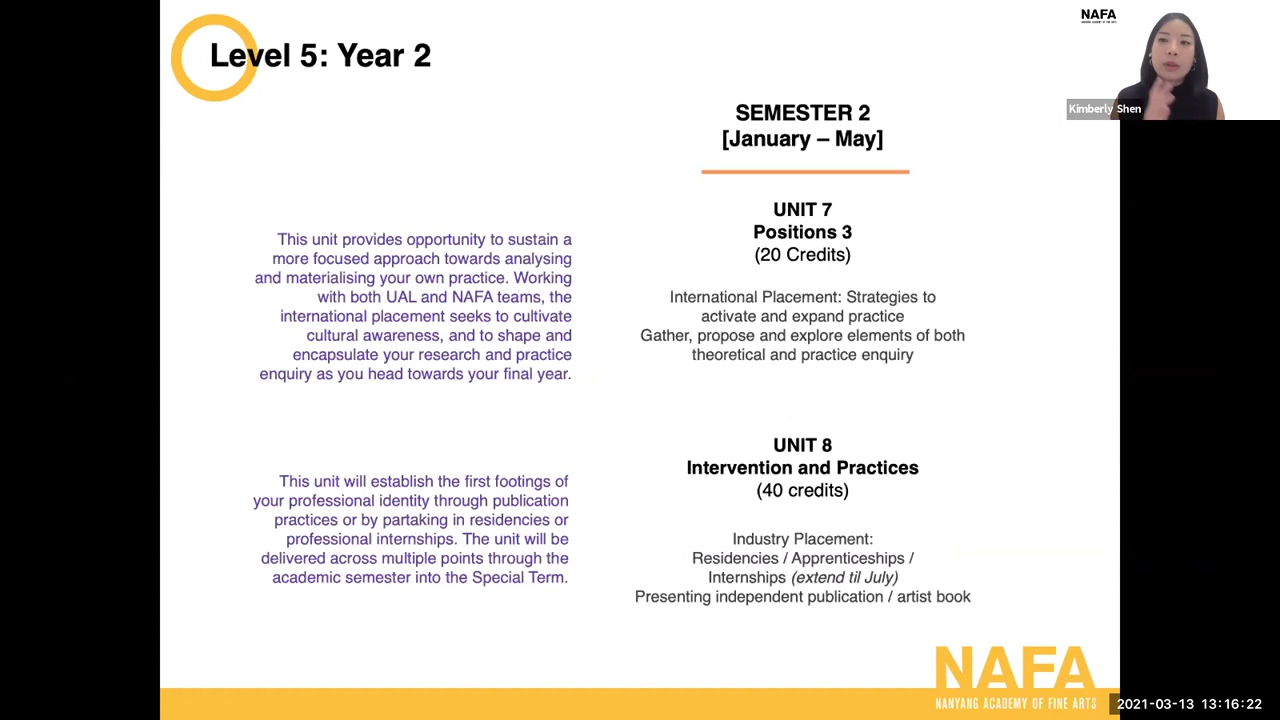 Level 5: Year 2
SEMESTER 2
[January – May]
UNIT 7
Positions 3
(20 Credits)
This unit provides opportunity to sustain a
more focused approach towards analysing
and materialising your own practice. Working
with both UAL and NAFA teams, the
international placement seeks to cultivate
cultural awareness, and to shape and
encapsulate your research and practice
enquiry as you head towards your final year.
International Placement: Strategies to
activate and expand practice
Gather, propose and explore elements of both
theoretical and practice enquiry
UNIT 8
Intervention and Practices
(40 credits)
This unit will establish the first footings of
your professional identity through publication
practices or by partaking in residencies or
professional internships. The unit will be
delivered across multiple points through the
academic semester into the Special Term.
Industry Placement:
Residencies / Apprenticeships /
Internships (extend til July)
Presenting independent publication / artist book
NAFA
NANYANG ACADEMY OF FINE ARTS
NAFA
NANYANG ACADEMY OF FINE ARTS
Kimberly Shen
2021-03-13 13:16:22